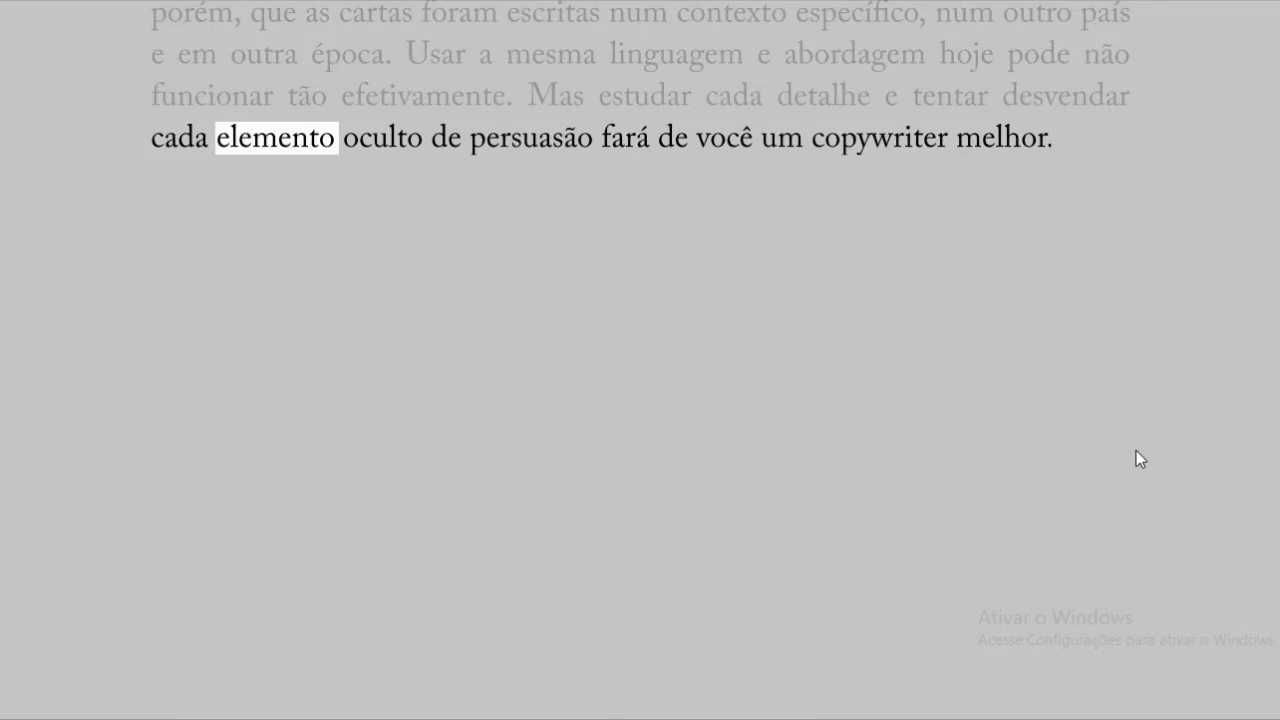 porém, que as cartas foram escritas num contexto específico, num outro país
e em outra época. Usar a mesma linguagem e abordagem hoje pode não
funcionar tão efetivamente. Mas estudar cada detalhe e tentar desvendar
cada elemento oculto de persuasão fará de você um copywriter melhor.
Ativar o Windows
Acesse Configurações para ativar o Windows.